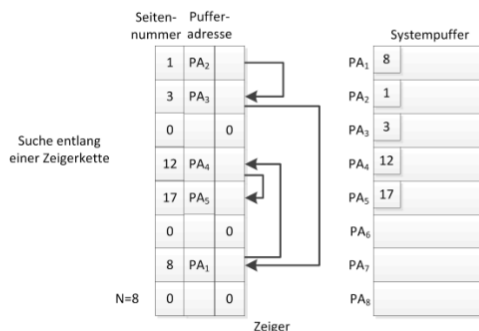 Seiten-
nummer
Puffer-
adresse
Systempuffer
1 PA₂
3 PA₃
0 0
12 PA₄
17 PA₅
0 0
8 PA₁
N=8 0 0
Suche entlang
einer Zeigerkette
Zeiger
PA₁ 8
PA₂ 1
PA₃ 3
PA₄ 12
PA₅ 17
PA₆
PA₇
PA₈